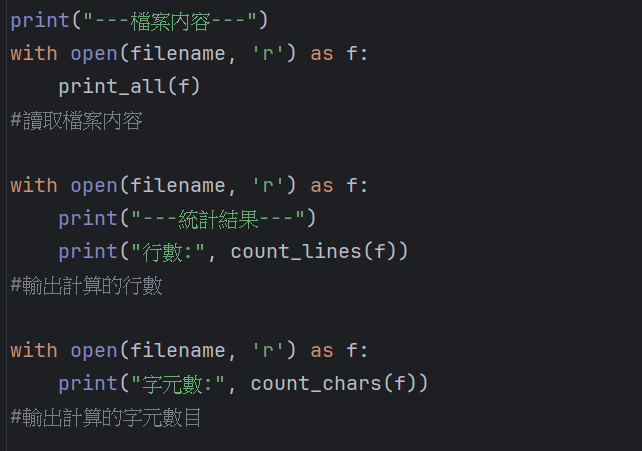 print("---檔案內容---")
with open(filename, 'r') as f:
    print_all(f)
#讀取檔案內容

with open(filename, 'r') as f:
    print("---統計結果---")
    print("行數:", count_lines(f))
#輸出計算的行數

with open(filename, 'r') as f:
    print("字元數:", count_chars(f))
#輸出計算的字元數目